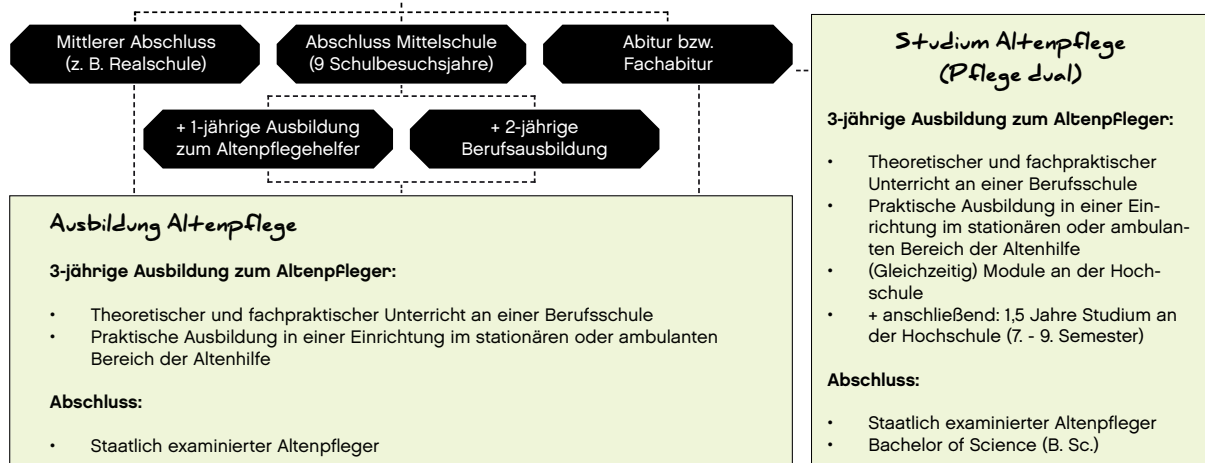 Mittlerer Abschluss
(z. B. Realschule)
Abschluss Mittelschule
(9 Schulbesuchsjahre)
Abitur bzw.
Fachabitur
+ 1-jährige Ausbildung
zum Altenpflegehelfer
+ 2-jährige
Berufsausbildung
Ausbildung Altenpflege
3-jährige Ausbildung zum Altenpfleger:
• Theoretischer und fachpraktischer Unterricht an einer Berufsschule
• Praktische Ausbildung in einer Einrichtung im stationären oder ambulanten
Bereich der Altenhilfe
Abschluss:
• Staatlich examinierter Altenpfleger
Studium Altenpflege
(Pflege dual)
3-jährige Ausbildung zum Altenpfleger:
• Theoretischer und fachpraktischer
Unterricht an einer Berufsschule
• Praktische Ausbildung in einer Ein-
richtung im stationären oder ambulan-
ten Bereich der Altenhilfe
• (Gleichzeitig) Module an der Hoch-
schule
• + anschließend: 1,5 Jahre Studium an
der Hochschule (7. - 9. Semester)
Abschluss:
• Staatlich examinierter Altenpfleger
• Bachelor of Science (B. Sc.)